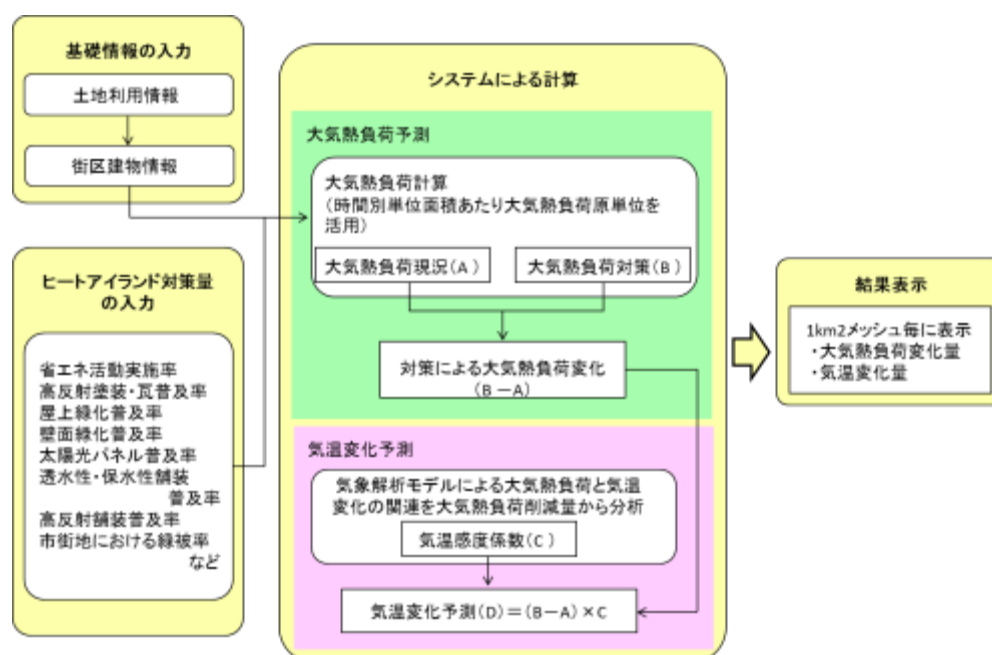 基礎情報の入力
土地利用情報
街区建物情報
ヒートアイランド対策量
の入力
省エネ活動実施率
高反射塗装・瓦普及率
屋上緑化普及率
壁面緑化普及率
太陽光パネル普及率
透水性・保水性舗装
普及率
高反射舗装普及率
市街地における緑被率
など
システムによる計算
大気熱負荷予測
大気熱負荷計算
(時間別単位面積あたり大気熱負荷原単位を
活用)
大気熱負荷現況(A)
大気熱負荷対策(B)
対策による大気熱負荷変化
(B－A)
気温変化予測
気象解析モデルによる大気熱負荷と気温
変化の関連を大気熱負荷削減量から分析
気温感度係数(C)
気温変化予測(D)＝(B－A)×C
結果表示
1km2メッシュ毎に表示
・大気熱負荷変化量
・気温変化量